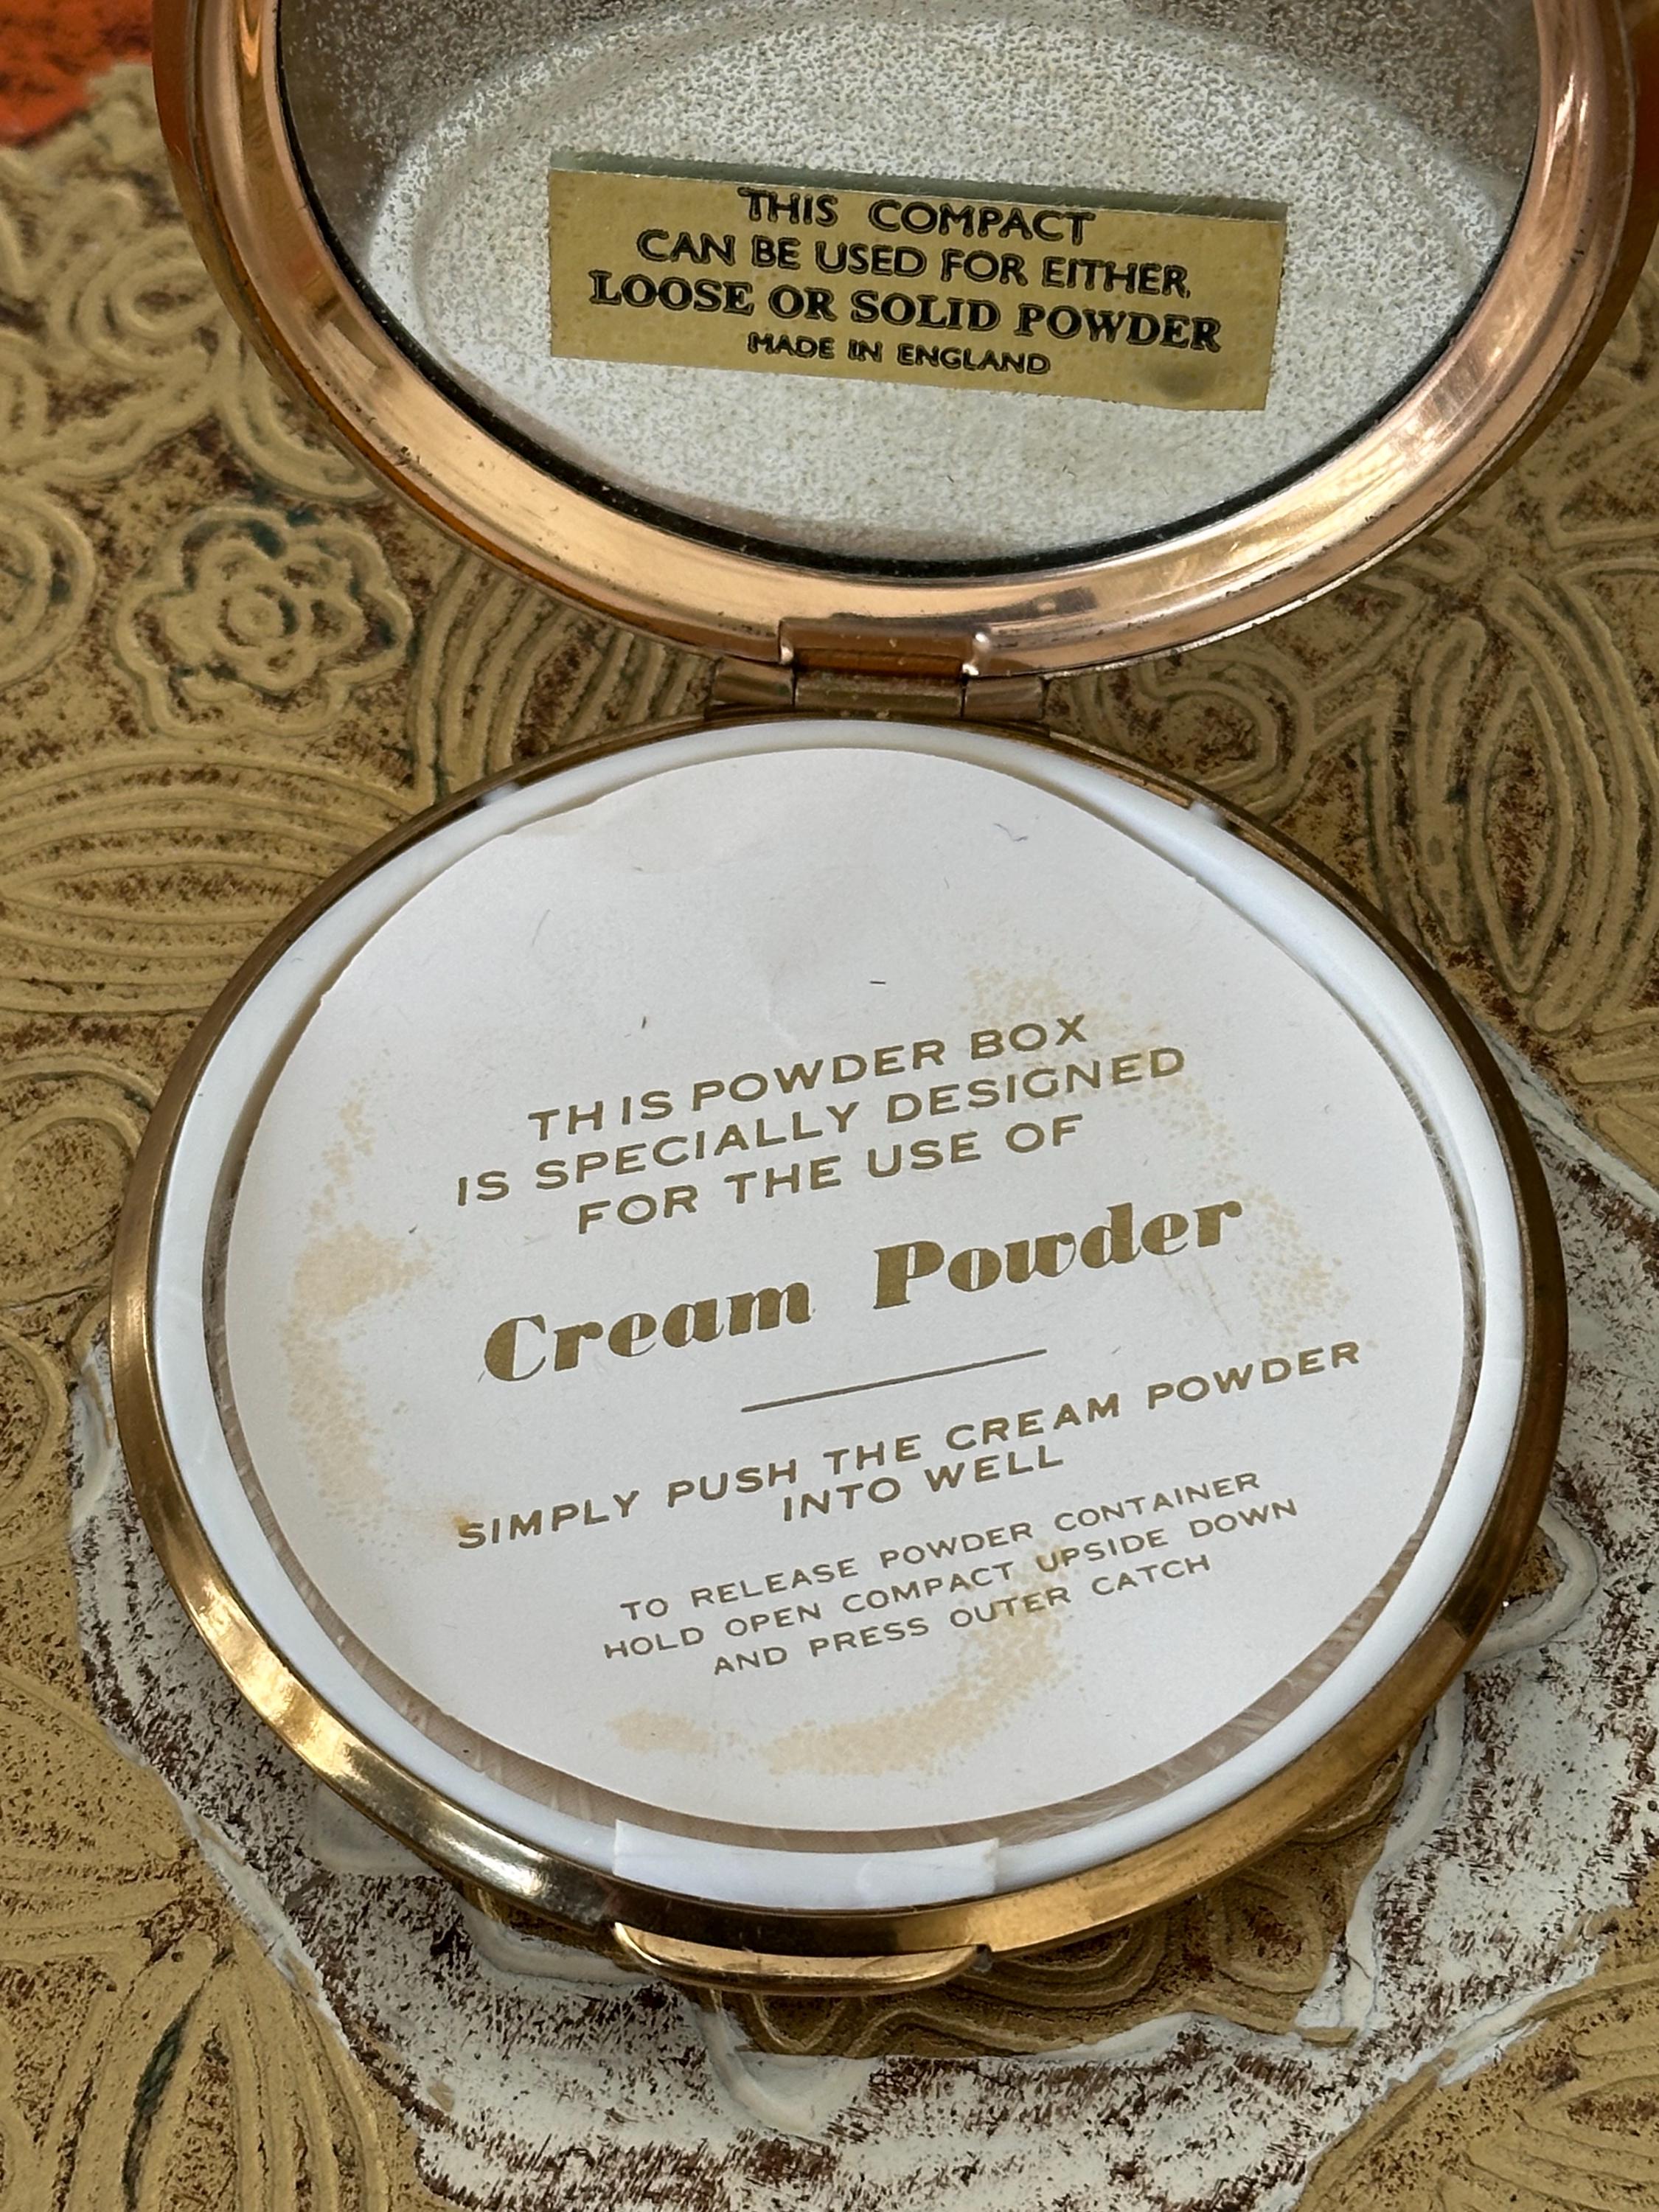 THIS COMPACT
CAN BE USED FOR EITHER
LOOSE OR SOLID POWDER
MADE IN ENGLAND
THIS POWDER BOX
IS SPECIALLY DESIGNED
FOR THE USE OF
Cream Powder
SIMPLY PUSH THE CREAM POWDER
INTO WELL
TO RELEASE POWDER CONTAINER
HOLD OPEN COMPACT UPSIDE DOWN
AND PRESS OUTER CATCH